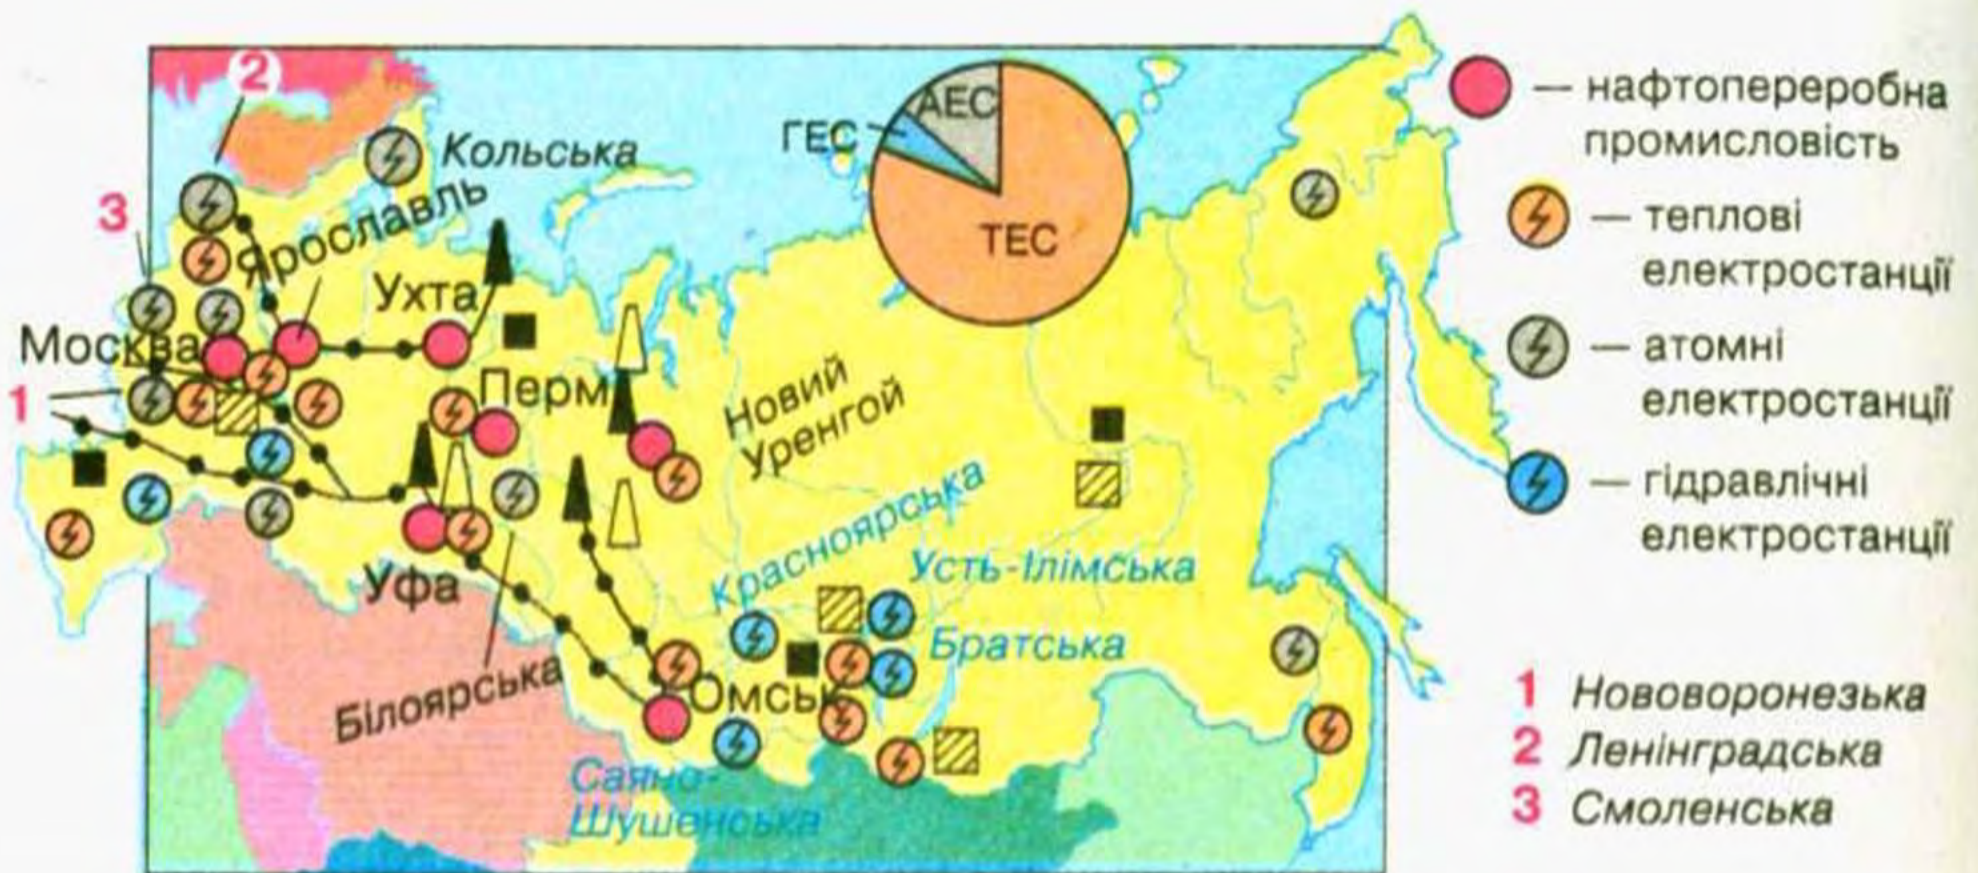 2
Кольська
3
Ярославль
Ухта
Москва
1
Перм
Новий
Уренгой
Уфа
Білоярська
Омськ
Красноярська
Усть-Ілімська
Братська
Саяно-
Шушенська
АЕС
ГЕС
ТЕС
— нафтопереробна
промисловість
— теплові
електростанції
— атомні
електростанції
— гідравлічні
електростанції
1 Нововоронезька
2 Ленінградська
3 Смоленська